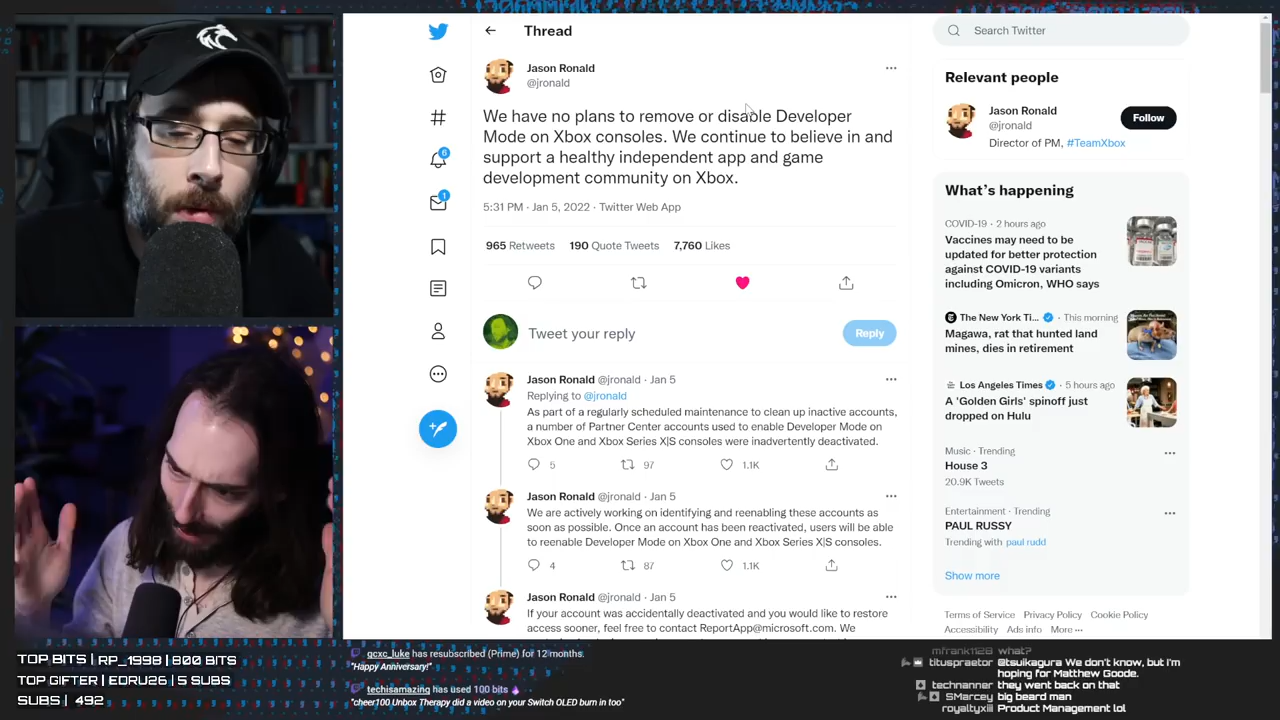 Thread
Jason Ronald
@jronald
We have no plans to remove or disable Developer
Mode on Xbox consoles. We continue to believe in and
support a healthy independent app and game
development community on Xbox.
5:31 PM · Jan 5, 2022 · Twitter Web App
965 Retweets 190 Quote Tweets 7,760 Likes
Tweet your reply
Reply
Jason Ronald @jronald · Jan 5
Replying to @jronald
As part of a regularly scheduled maintenance to clean up inactive accounts,
a number of Partner Center accounts used to enable Developer Mode on
Xbox One and Xbox Series X|S consoles were inadvertently deactivated.
5 97 1.1K
Jason Ronald @jronald · Jan 5
We are actively working on identifying and reenabling these accounts as
soon as possible. Once an account has been reactivated, users will be able
to reenable Developer Mode on Xbox One and Xbox Series X|S consoles.
4 87 1.1K
Jason Ronald @jronald · Jan 5
If your account was accidentally deactivated and you would like to restore
access sooner, feel free to contact ReportApp@microsoft.com. We
6
1
Search Twitter
Relevant people
Jason Ronald
@jronald
Follow
Director of PM, #TeamXbox
What's happening
COVID-19 · 2 hours ago
Vaccines may need to be
updated for better protection
against COVID-19 variants
including Omicron, WHO says
The New York Ti... · This morning
Magawa, rat that hunted land
mines, dies in retirement
Los Angeles Times · 5 hours ago
A 'Golden Girls' spinoff just
dropped on Hulu
Music · Trending
House 3
20.9K Tweets
Entertainment · Trending
PAUL RUSSY
Trending with paul rudd
Show more
Terms of Service Privacy Policy Cookie Policy
Accessibility Ads info More ···
TOP BITS | RP_1998 | 800 BITS
TOP GIFTER | EDRU26 | 5 SUBS
SUBS | 492
gcxc_luke has resubscribed (Prime) for 12 months.
"Happy Anniversary!"
techisamazing has used 100 bits
"cheer100 Unbox Therapy did a video on your Switch OLED burn in too"
mfrank128 what?
tituspraetor @tsuikagura We don't know, but I'm
hoping for Matthew Goode.
technanner they went back on that
SMarcey big beard man
royaltyxiii Product Management lol